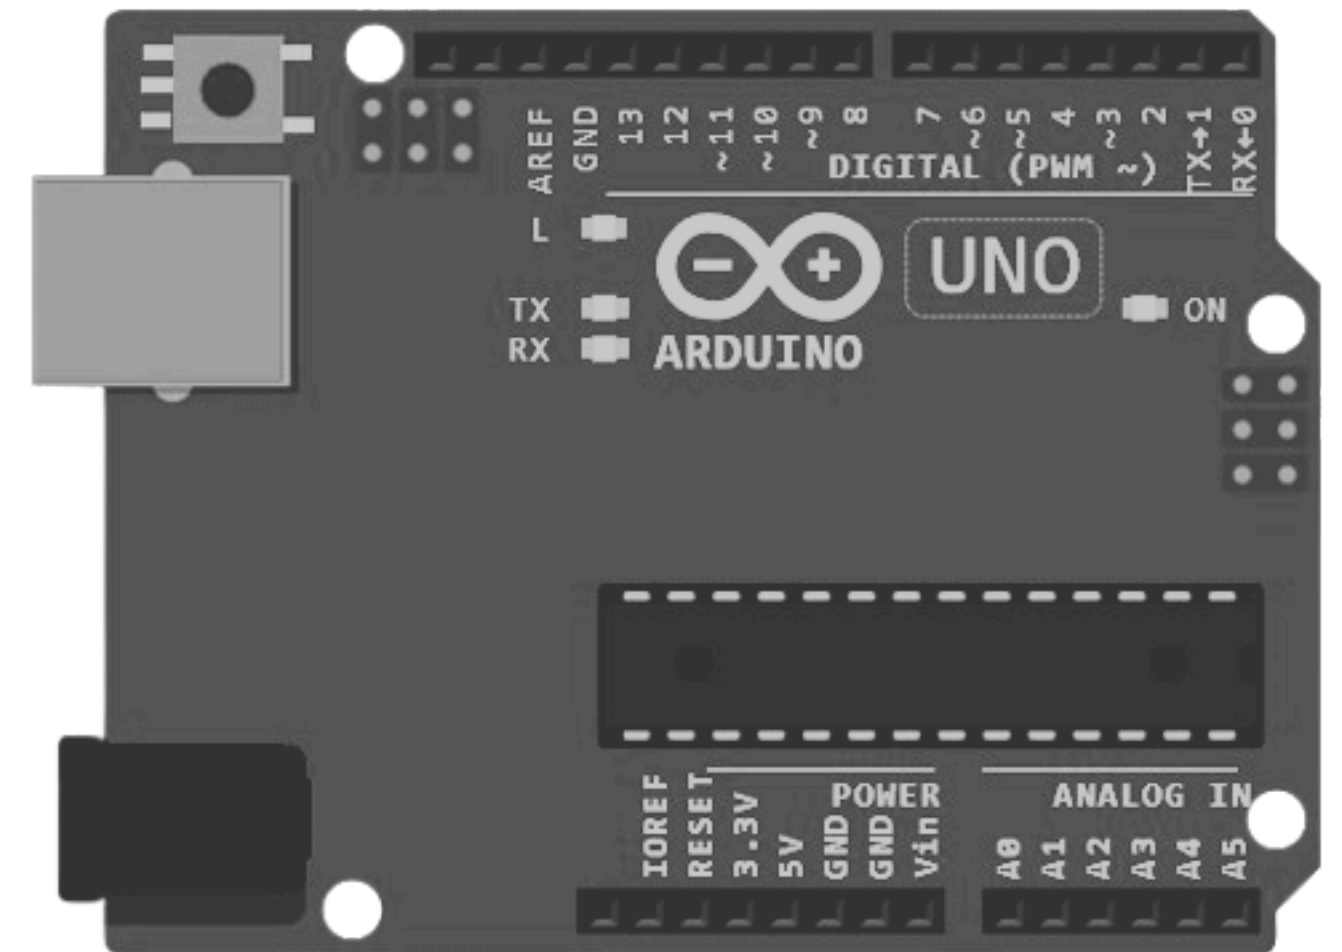 AREF
GND
13
12
~11
~10
~9
8
7
~6
~5
4
~3
2
TX→1
RX←0
DIGITAL (PWM ~)
L
TX
RX
ARDUINO
UNO
ON
POWER
IOREF
RESET
3.3V
5V
GND
GND
Vin
ANALOG IN
A0
A1
A2
A3
A4
A5